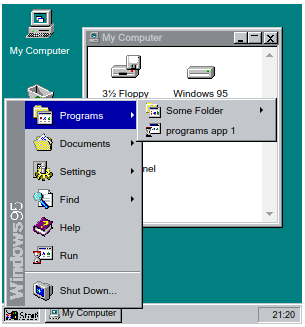 My Computer
My Computer
3½ Floppy
Windows 95
Programs
Some Folder
programs app 1
Documents
Settings
nel
Find
Help
Run
Shut Down...
Windows95
Start
My Computer
21:20